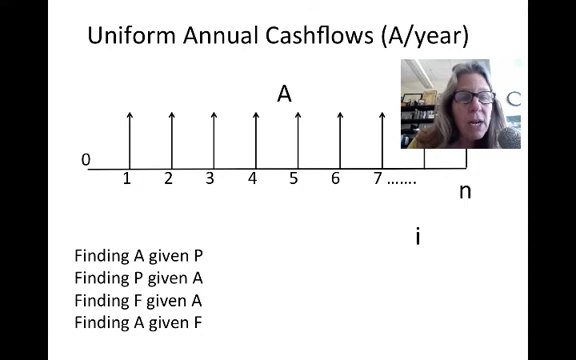 Uniform Annual Cashflows (A/year)
A
0
1 2 3 4 5 6 7 .......
n
i
Finding A given P
Finding P given A
Finding F given A
Finding A given F